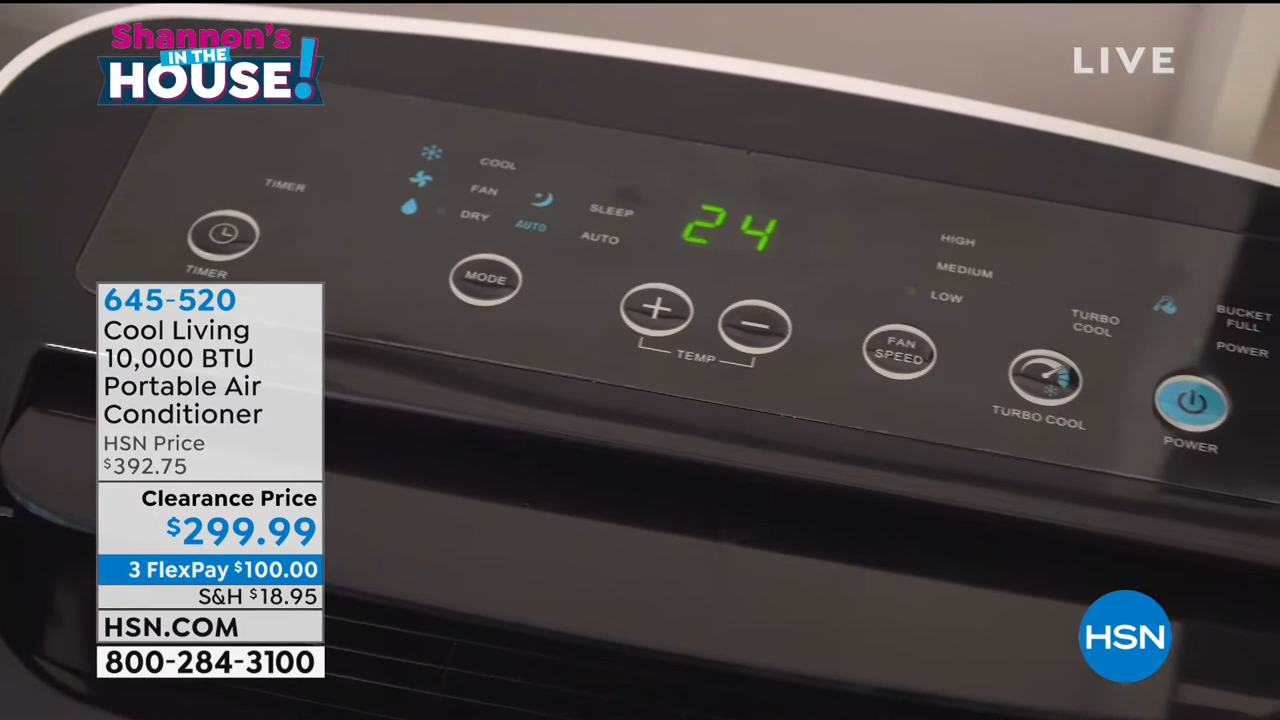 Shannon's
IN THE
HOUSE!
LIVE
TIMER
TIMER
COOL
FAN
DRY
AUTO
SLEEP
AUTO
MODE
24
TEMP
HIGH
MEDIUM
LOW
FAN
SPEED
TURBO
COOL
TURBO COOL
BUCKET
FULL
POWER
POWER
645-520
Cool Living
10,000 BTU
Portable Air
Conditioner
HSN Price
$392.75
Clearance Price
$299.99
3 FlexPay $100.00
S&H $18.95
HSN.COM
800-284-3100
HSN